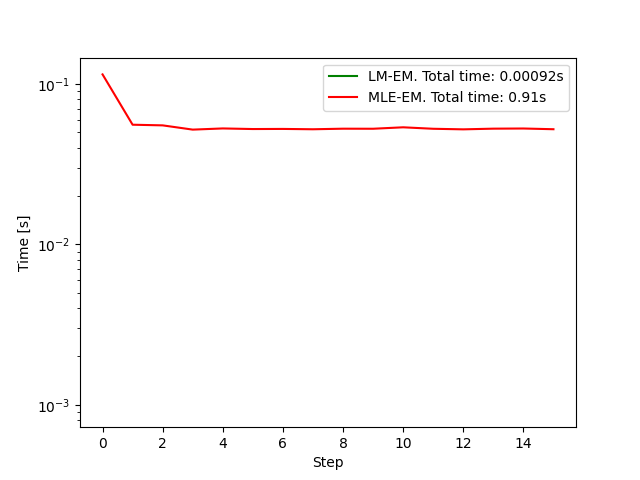 LM-EM. Total time: 0.00092s
MLE-EM. Total time: 0.91s
Time [s]
10⁻¹
10⁻²
10⁻³
0 2 4 6 8 10 12 14
Step